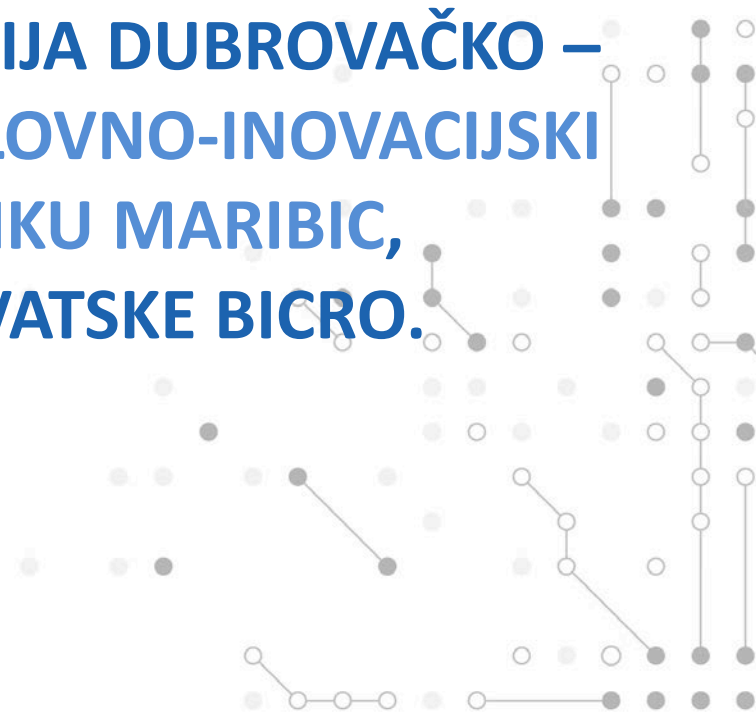 IJA DUBROVAČKO –
LOVNO-INOVACIJSKI
IKU MARIBIC,
VATSKE BICRO.